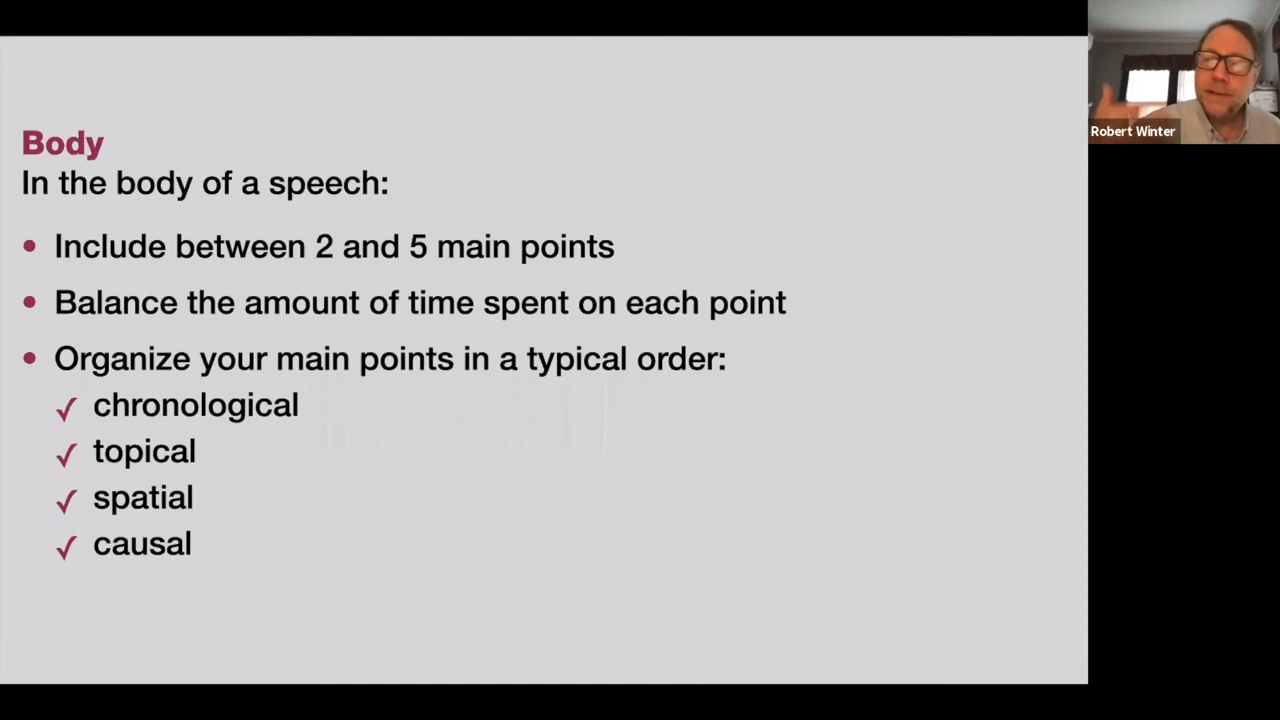 Body
In the body of a speech:
• Include between 2 and 5 main points
• Balance the amount of time spent on each point
• Organize your main points in a typical order:
✓ chronological
✓ topical
✓ spatial
✓ causal
Robert Winter